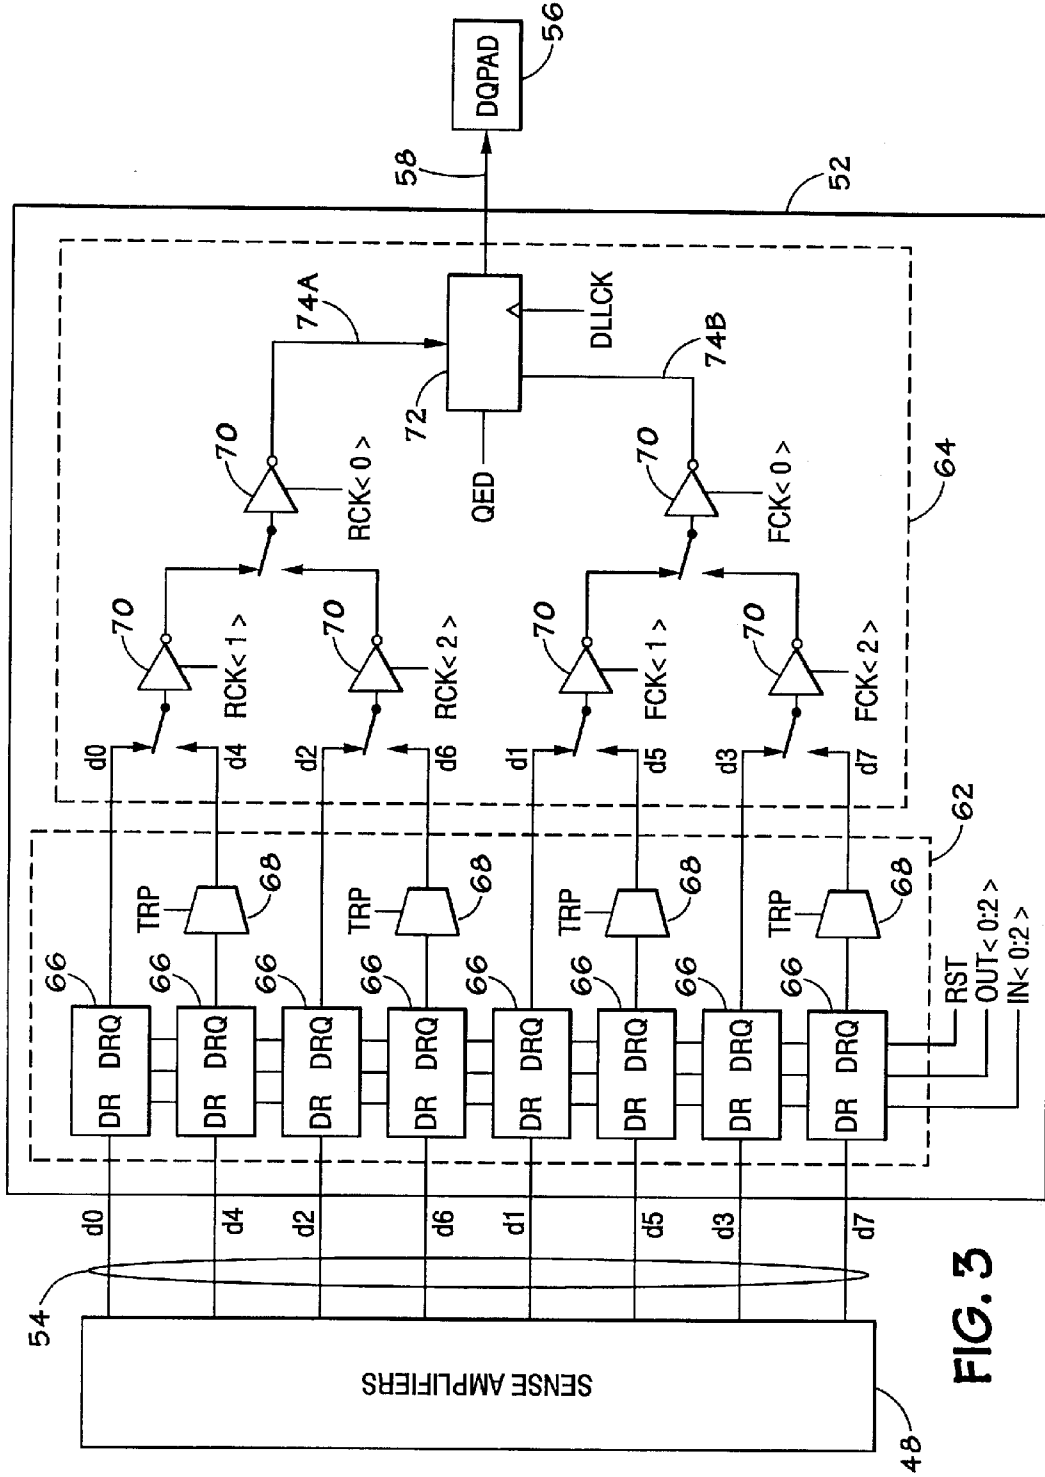 54
SENSE AMPLIFIERS
48
d0
d4
d2
d6
d1
d5
d3
d7
52
62
DR DRQ 66
DR DRQ 66
DR DRQ 66
DR DRQ 66
DR DRQ 66
DR DRQ 66
DR DRQ 66
DR DRQ 66
RST
OUT< 0:2 >
IN< 0:2 >
TRP 68
TRP 68
TRP 68
TRP 68
64
d0
d4
d2
d6
d1
d5
d3
d7
70
RCK< 1 >
70
RCK< 2 >
70
FCK< 1 >
70
FCK< 2 >
70
RCK< 0 >
70
FCK< 0 >
74A
72
QED
DLLCK
74B
58
DQPAD
56
FIG. 3